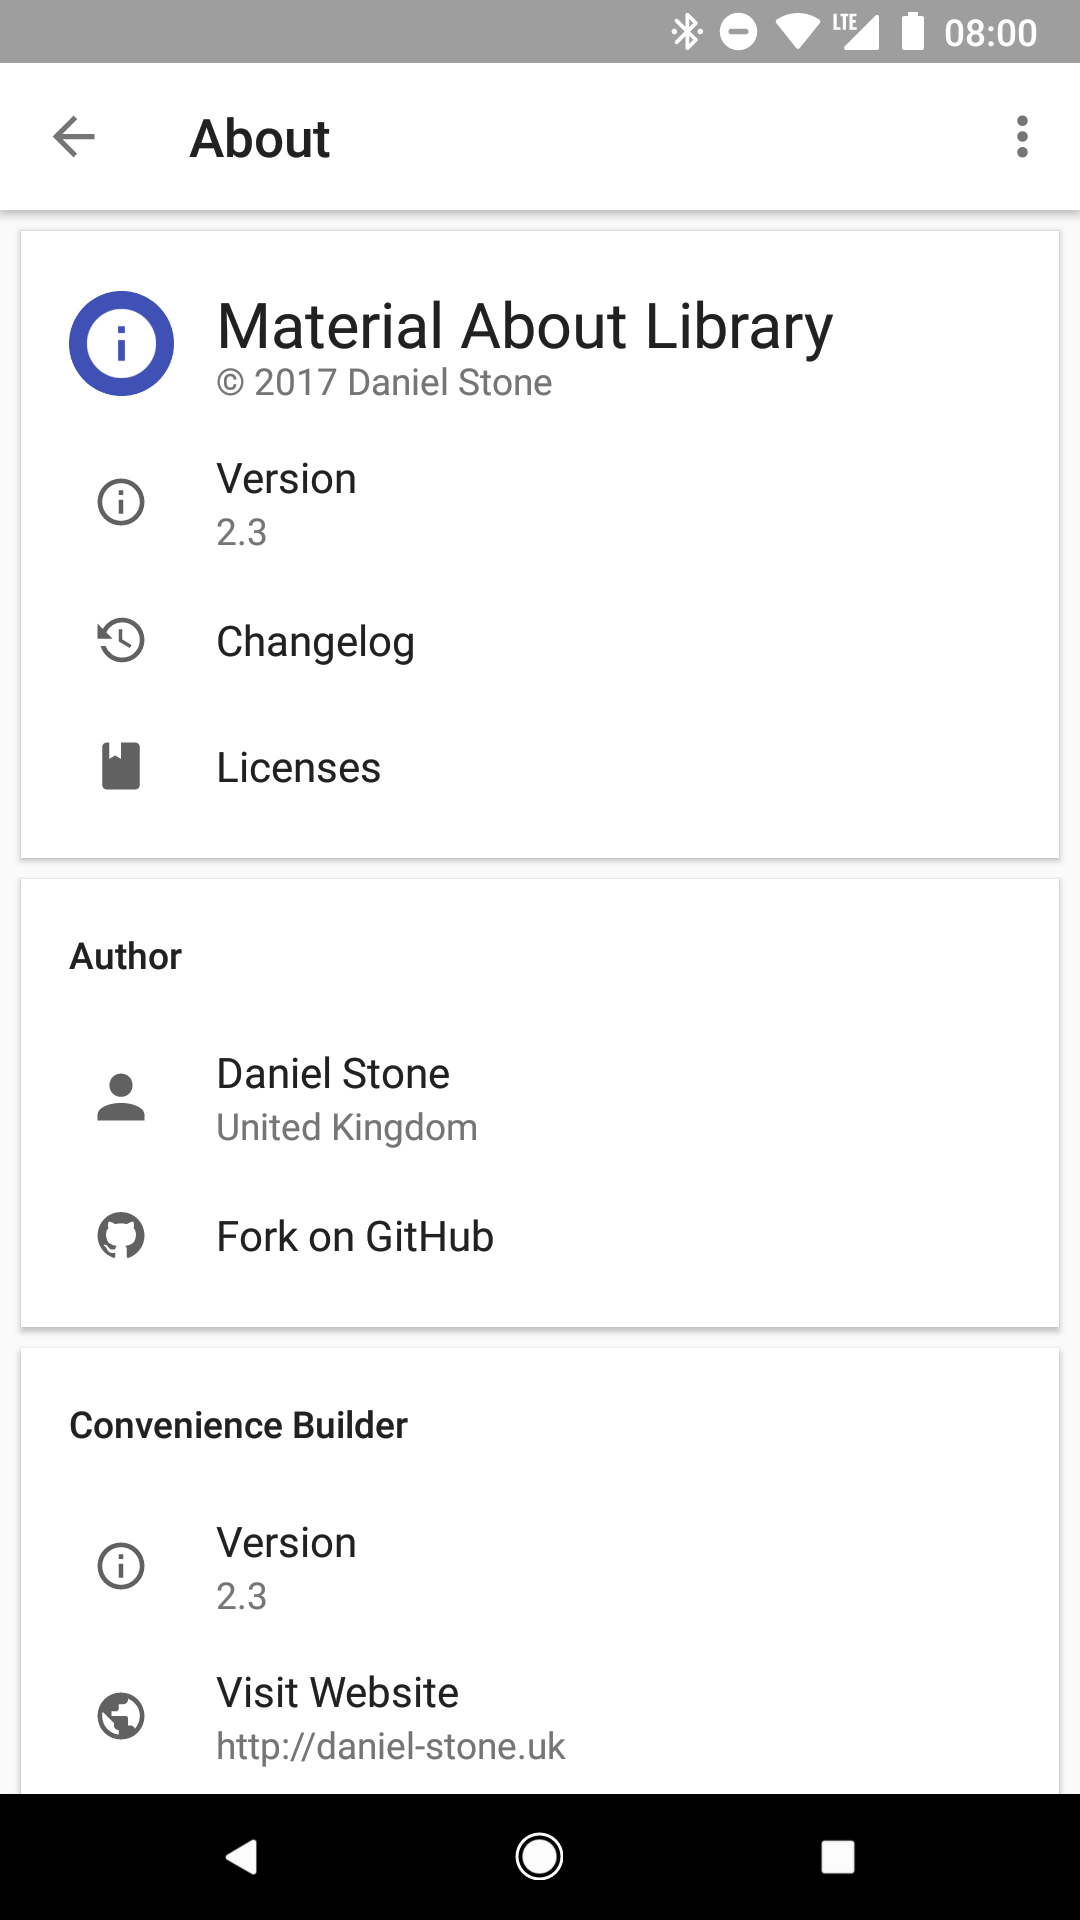 LTE 08:00
About
Material About Library
© 2017 Daniel Stone
Version
2.3
Changelog
Licenses
Author
Daniel Stone
United Kingdom
Fork on GitHub
Convenience Builder
Version
2.3
Visit Website
http://daniel-stone.uk